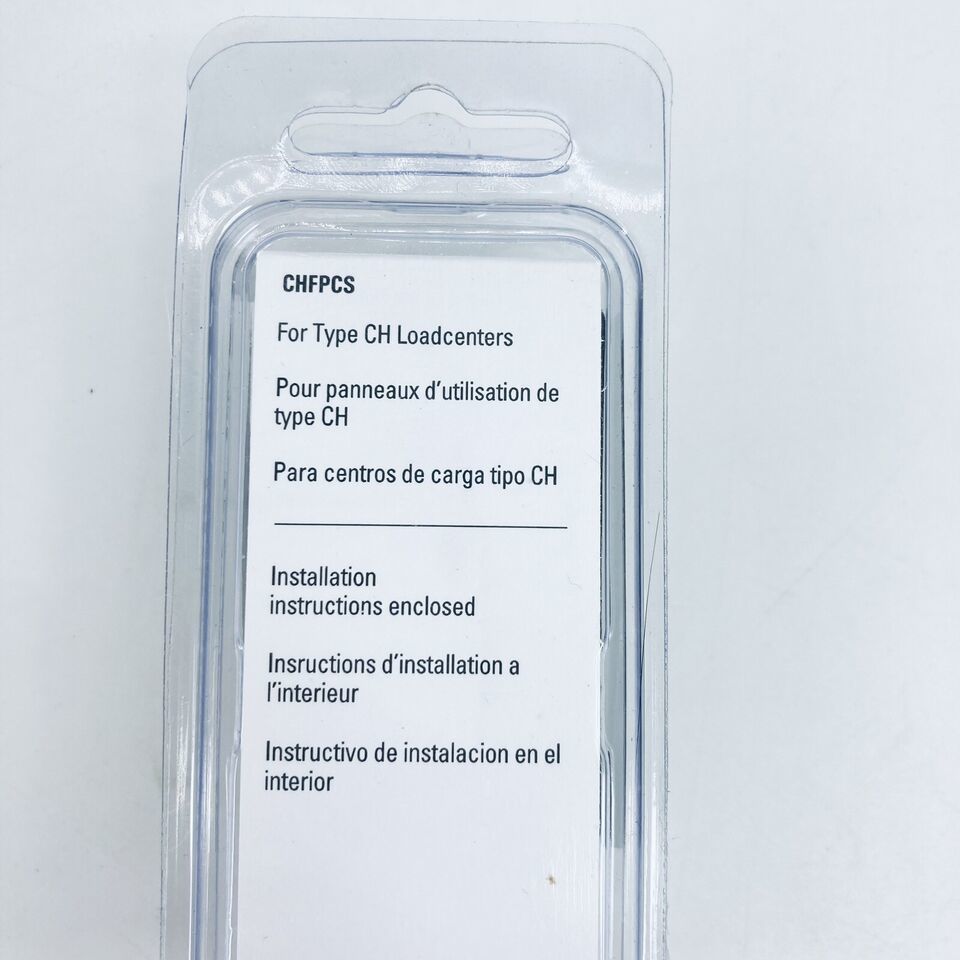 CHFPCS
For Type CH Loadcenters
Pour panneaux d'utilisation de
type CH
Para centros de carga tipo CH
Installation
instructions enclosed
Insructions d'installation a
l'interieur
Instructivo de instalacion en el
interior